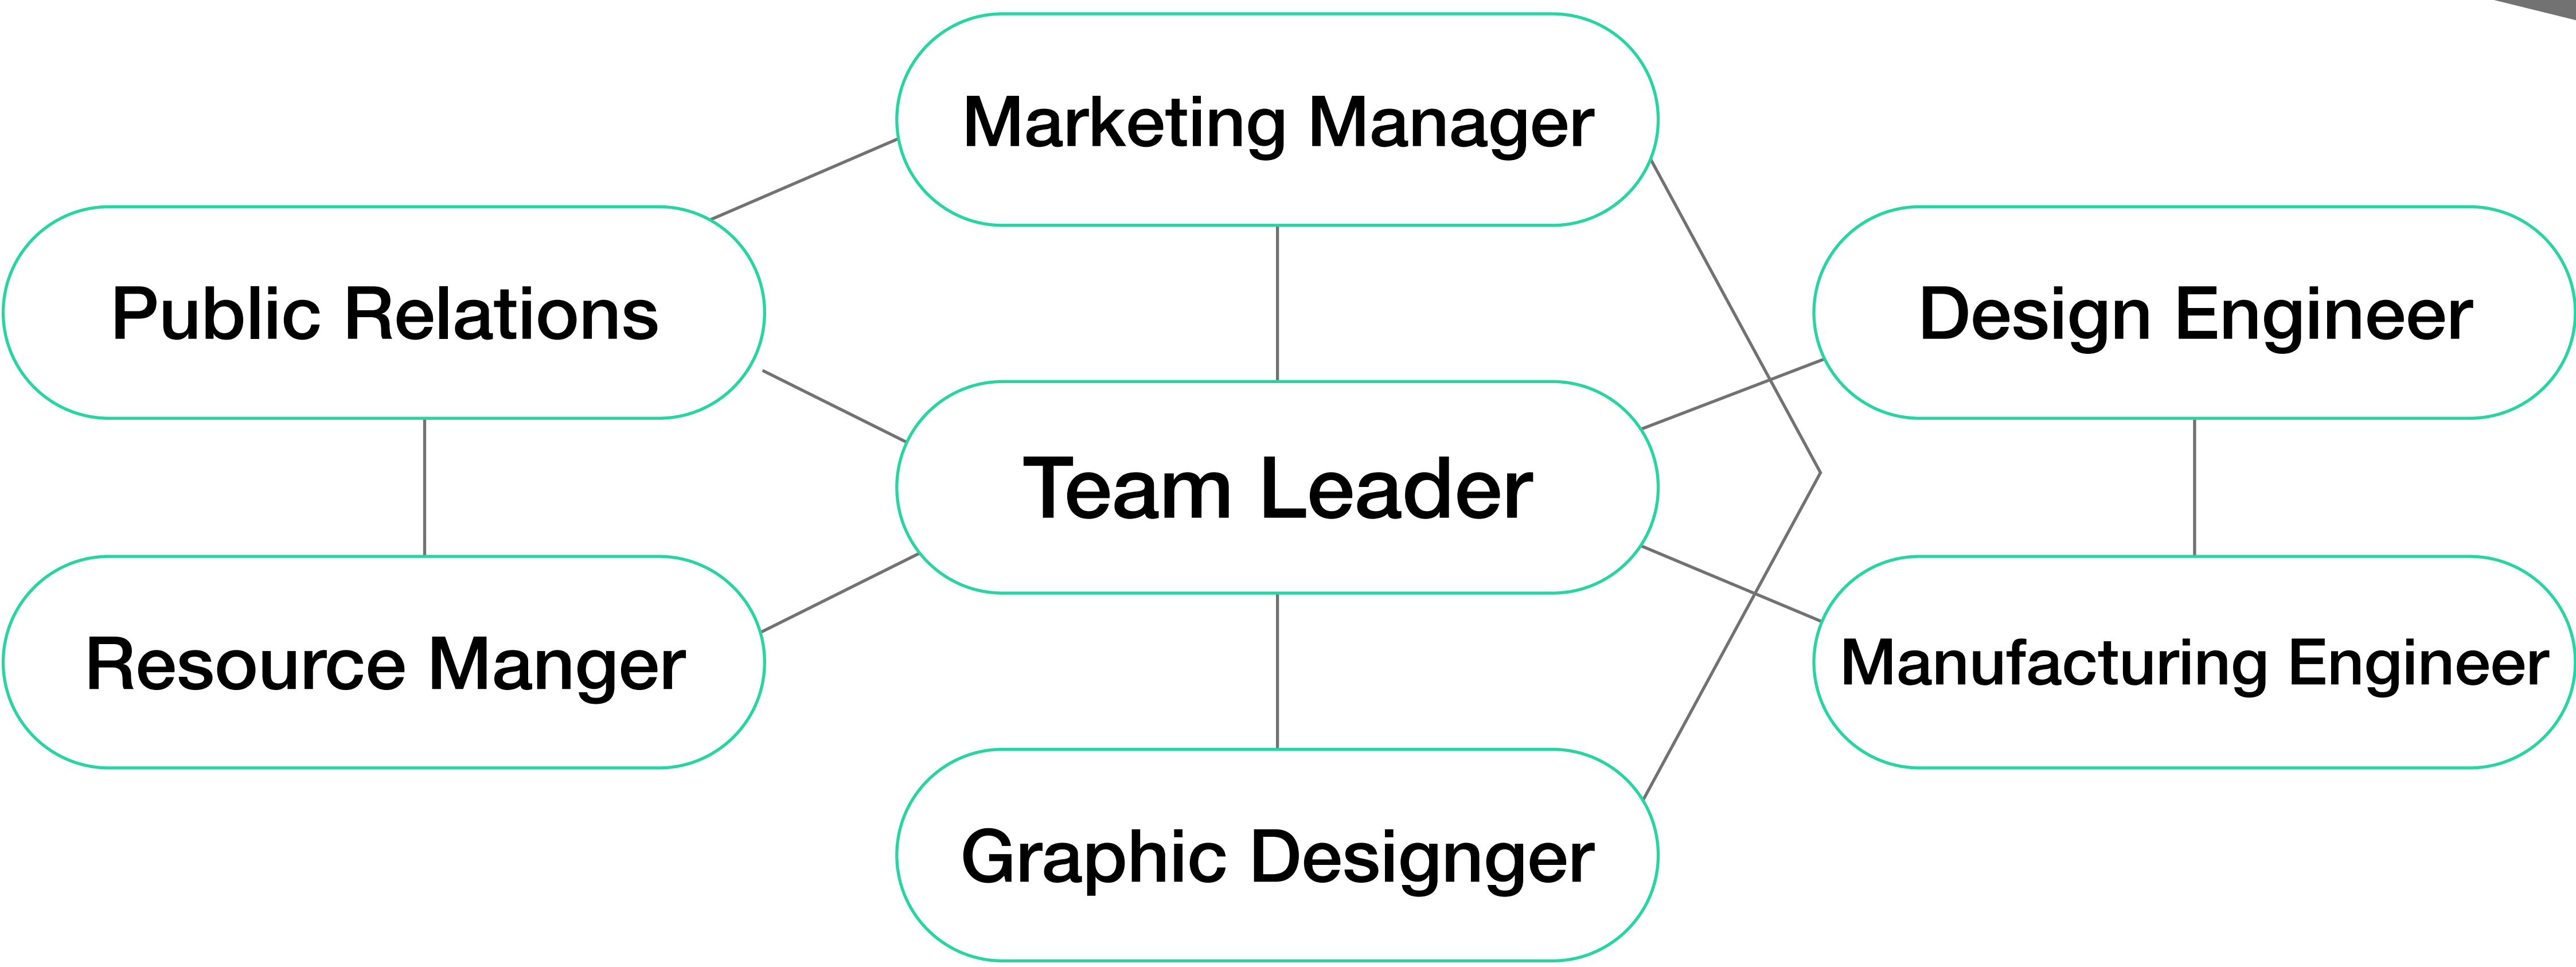 Marketing Manager
Public Relations
Design Engineer
Team Leader
Resource Manger
Manufacturing Engineer
Graphic Designger